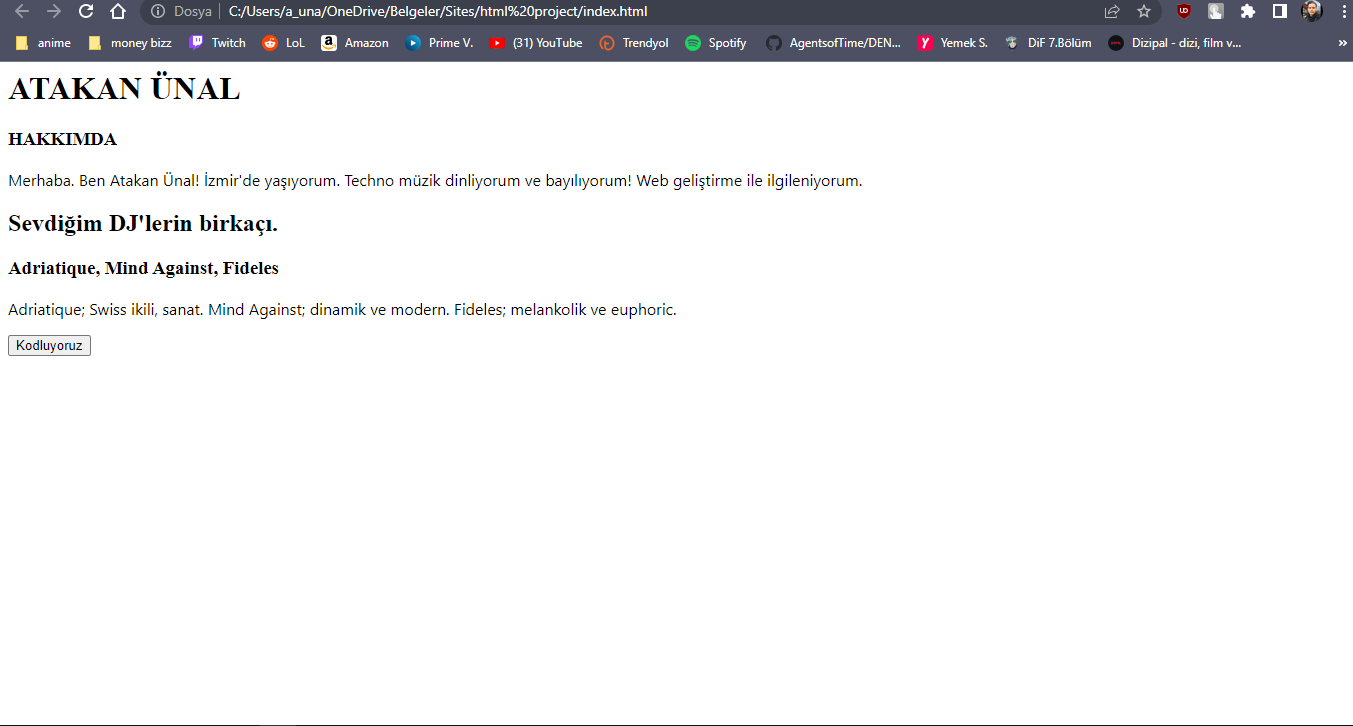 Dosya C:/Users/a_una/OneDrive/Belgeler/Sites/html%20project/index.html
anime money bizz Twitch LoL Amazon Prime V. (31) YouTube Trendyol Spotify AgentsofTime/DEN... Yemek S. DiF 7.Bölüm Dizipal - dizi, film v... »
ATAKAN ÜNAL
HAKKIMDA
Merhaba. Ben Atakan Ünal! İzmir'de yaşıyorum. Techno müzik dinliyorum ve bayılıyorum! Web geliştirme ile ilgileniyorum.
Sevdiğim DJ'lerin birkaçı.
Adriatique, Mind Against, Fideles
Adriatique; Swiss ikili, sanat. Mind Against; dinamik ve modern. Fideles; melankolik ve euphoric.
Kodluyoruz